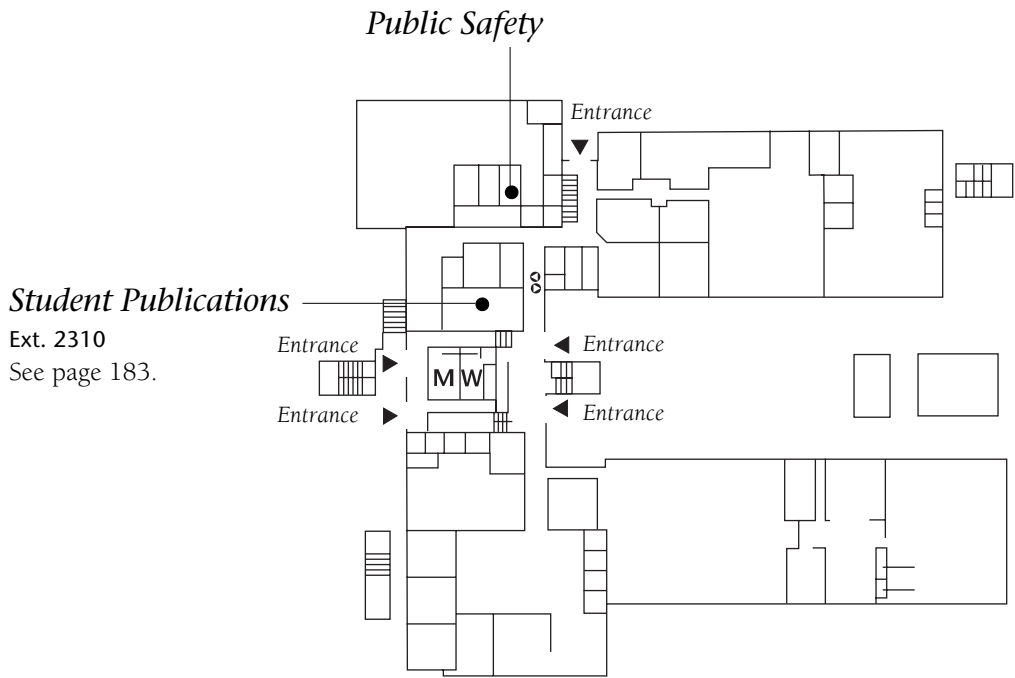 Public Safety
Entrance
Student Publications
Ext. 2310
See page 183.
Entrance
Entrance
M W
Entrance
Entrance